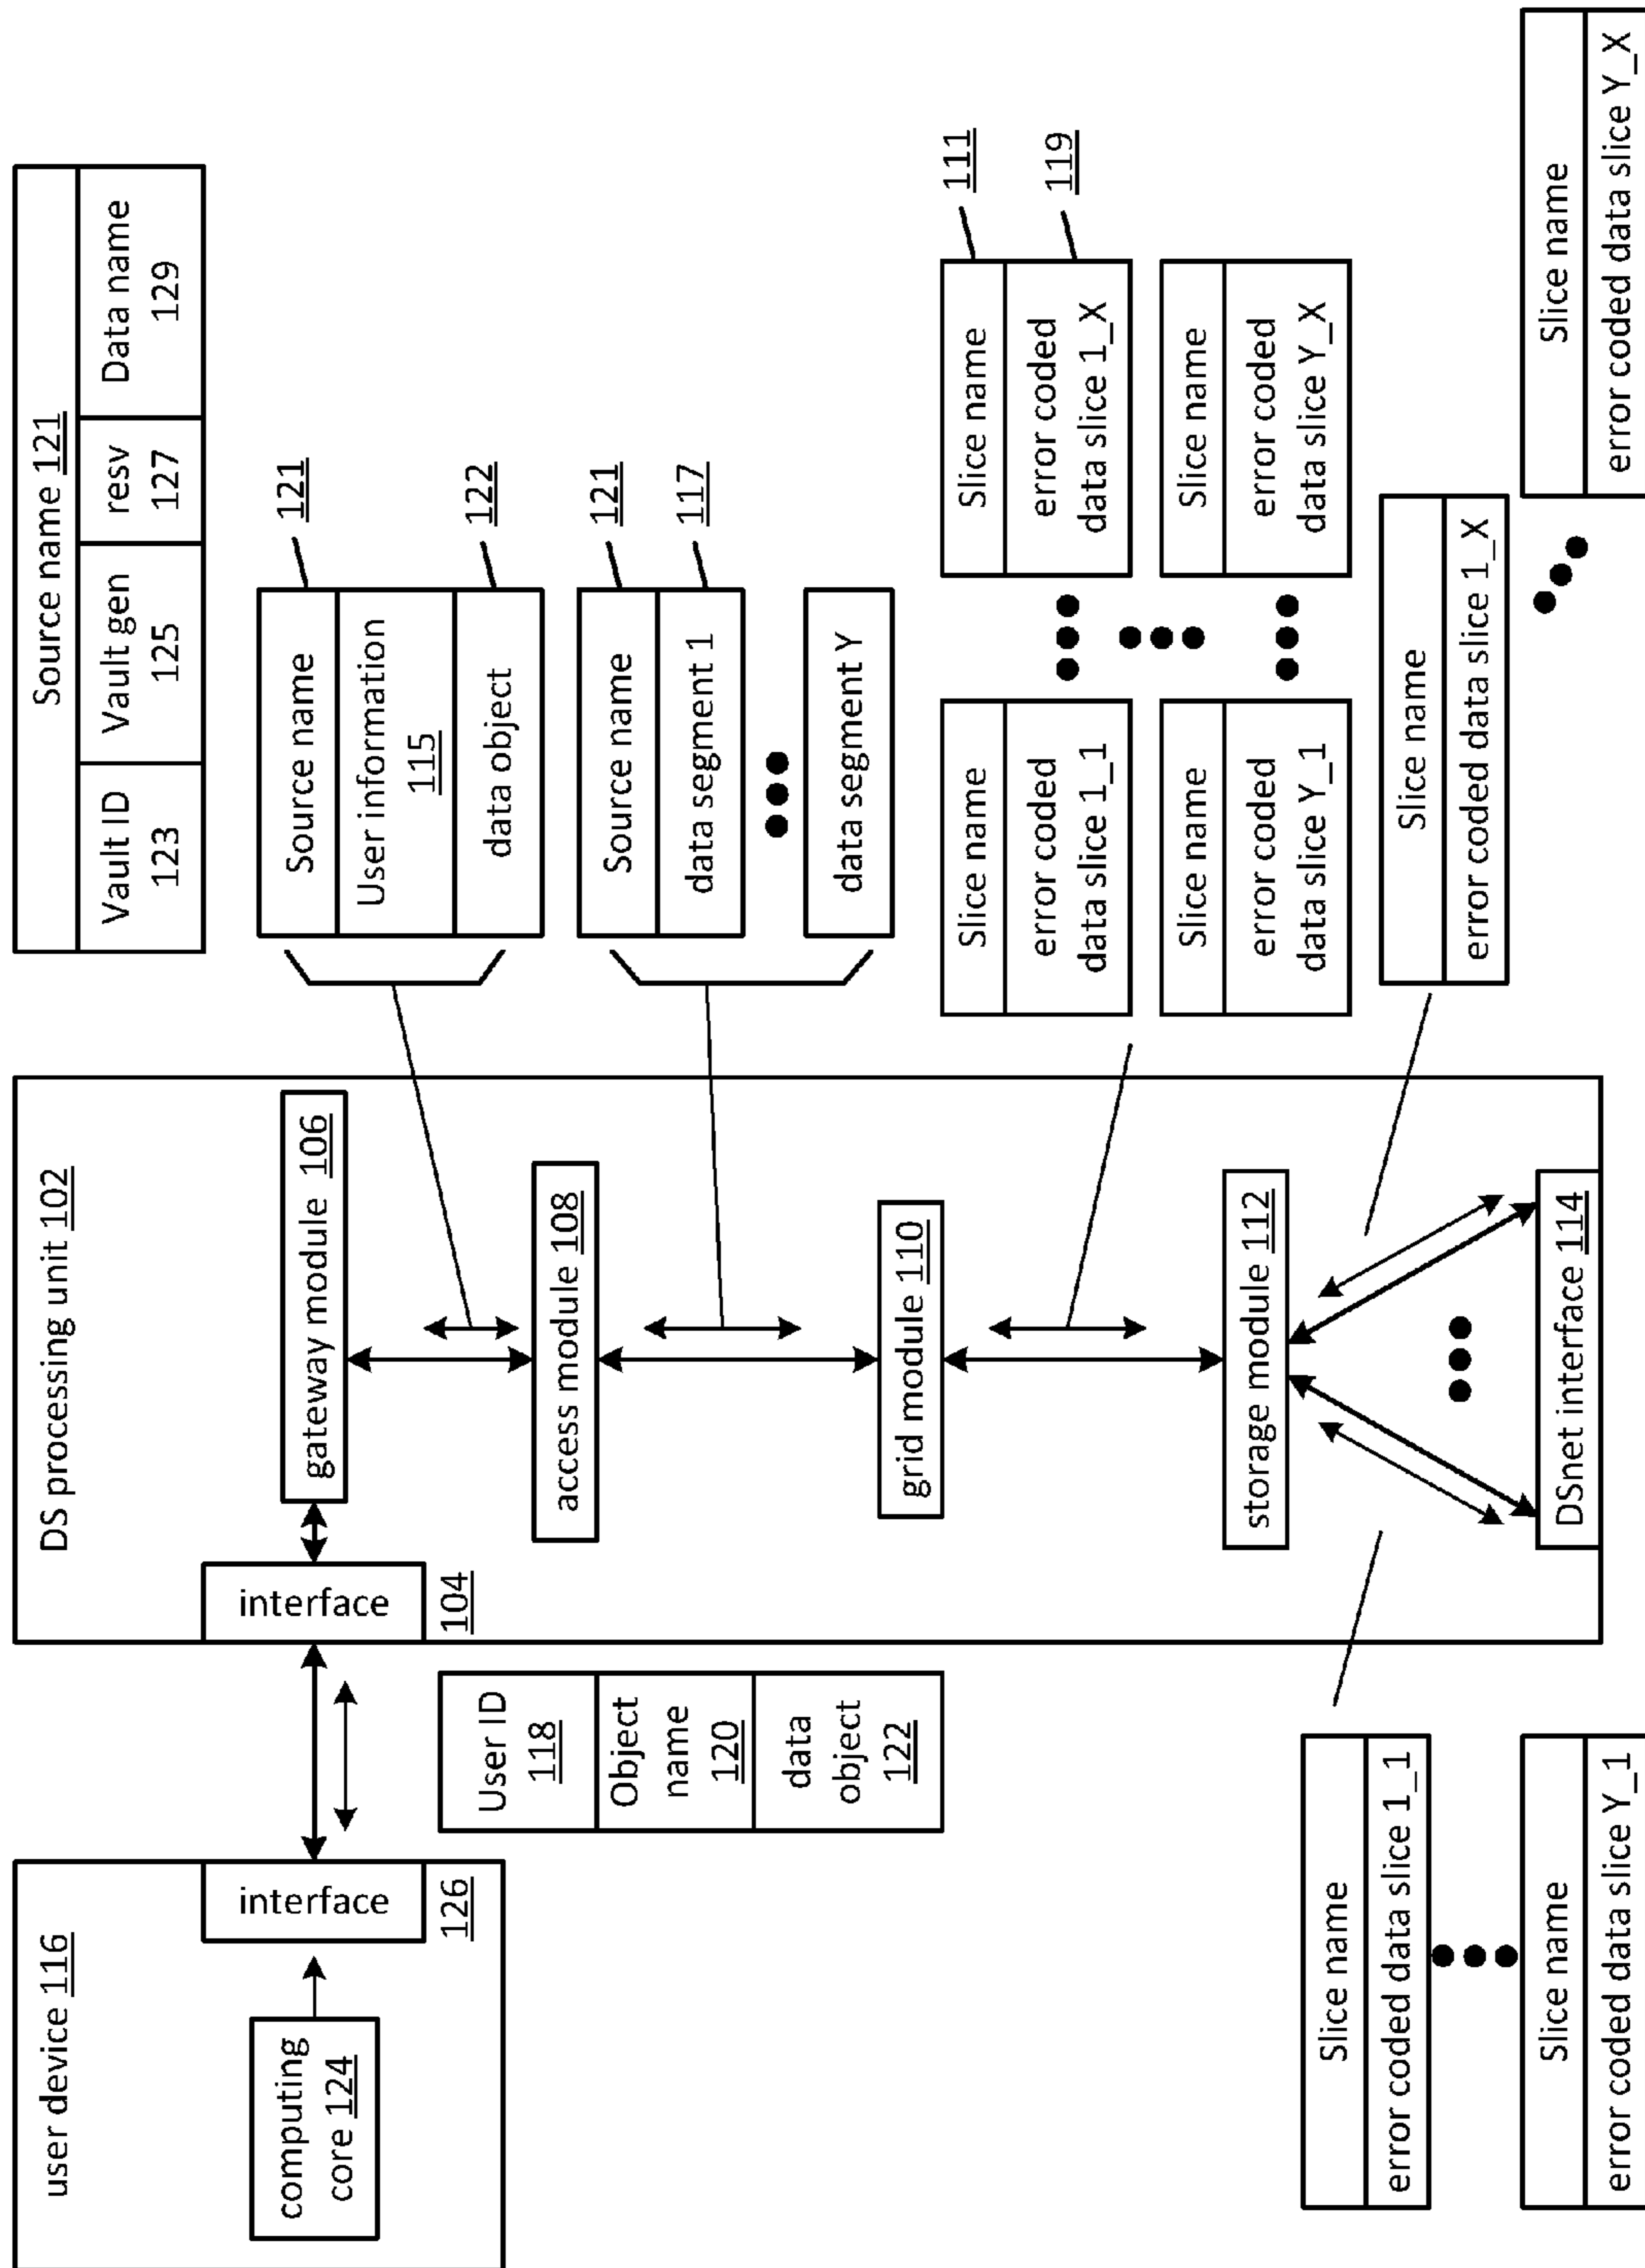 user device 116
computing
core 124
interface
126
User ID
118
Object
name
120
data
object
122
DS processing unit 102
interface
104
gateway module 106
access module 108
grid module 110
storage module 112
DSnet interface 114
Source name 121
Vault ID
123
Vault gen
125
resv
127
Data name
129
Source name
User information
115
data object
121
122
Source name
data segment 1
data segment Y
121
117
Slice name
error coded
data slice 1_1
Slice name
error coded
data slice 1_X
111
119
Slice name
error coded
data slice Y_1
Slice name
error coded
data slice Y_X
Slice name
error coded data slice 1_1
Slice name
error coded data slice Y_1
Slice name
error coded data slice 1_X
Slice name
error coded data slice Y_X